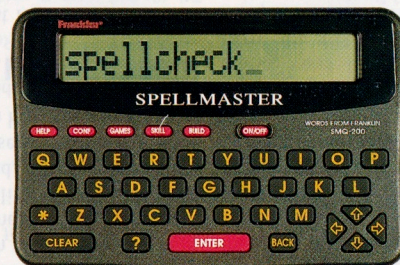 Franklin®
spellcheck_
SPELLMASTER
WORDS FROM FRANKLIN
SMQ-200
HELP CONF GAMES SKILL BUILD ON/OFF
Q W E R T Y U I O P
A S D F G H J K L
* Z X C V B N M
CLEAR ? ENTER BACK